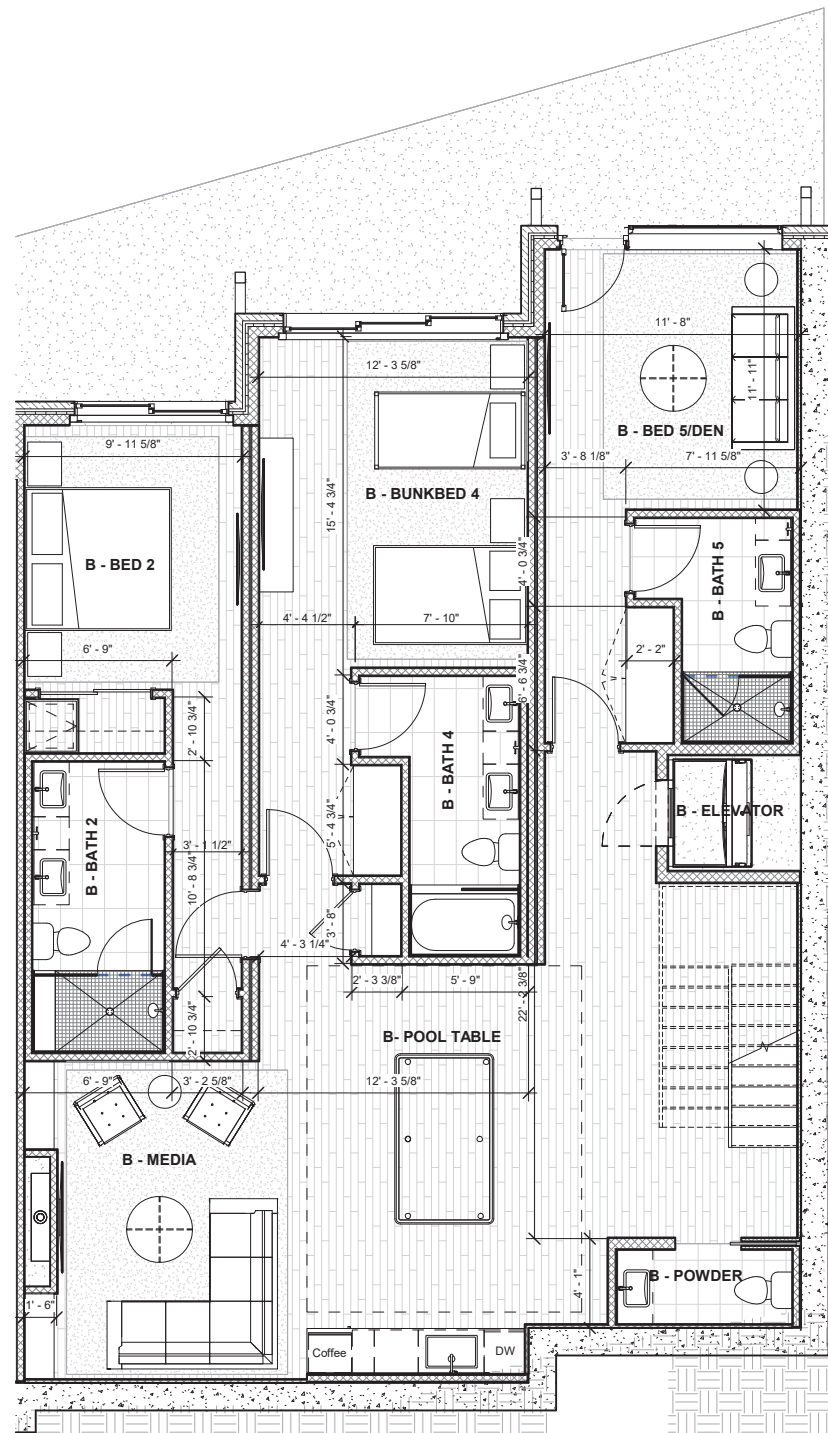 11' - 8"
11' - 11"
B - BED 5/DEN
12' - 3 5/8"
9' - 11 5/8"
3' - 8 1/8"
7' - 11 5/8"
15' - 4 3/4"
B - BUNKBED 4
B - BED 2
4' - 0 3/4"
B - BATH 5
4' - 4 1/2"
7' - 10"
6' - 9"
2' - 2"
6' - 6 3/4"
2' - 10 3/4"
4' - 0 3/4"
B - BATH 4
B - ELEVATOR
B - BATH 2
3' - 1 1/2"
5' - 4 3/4"
10' - 8 3/4"
3' - 8"
4' - 3 1/4"
2' - 3 3/8"
5' - 9"
22' - 3 3/8"
2' - 10 3/4"
B- POOL TABLE
6' - 9"
3' - 2 5/8"
12' - 3 5/8"
B - MEDIA
B - POWDER
4' - 1"
1' - 6"
Coffee
DW